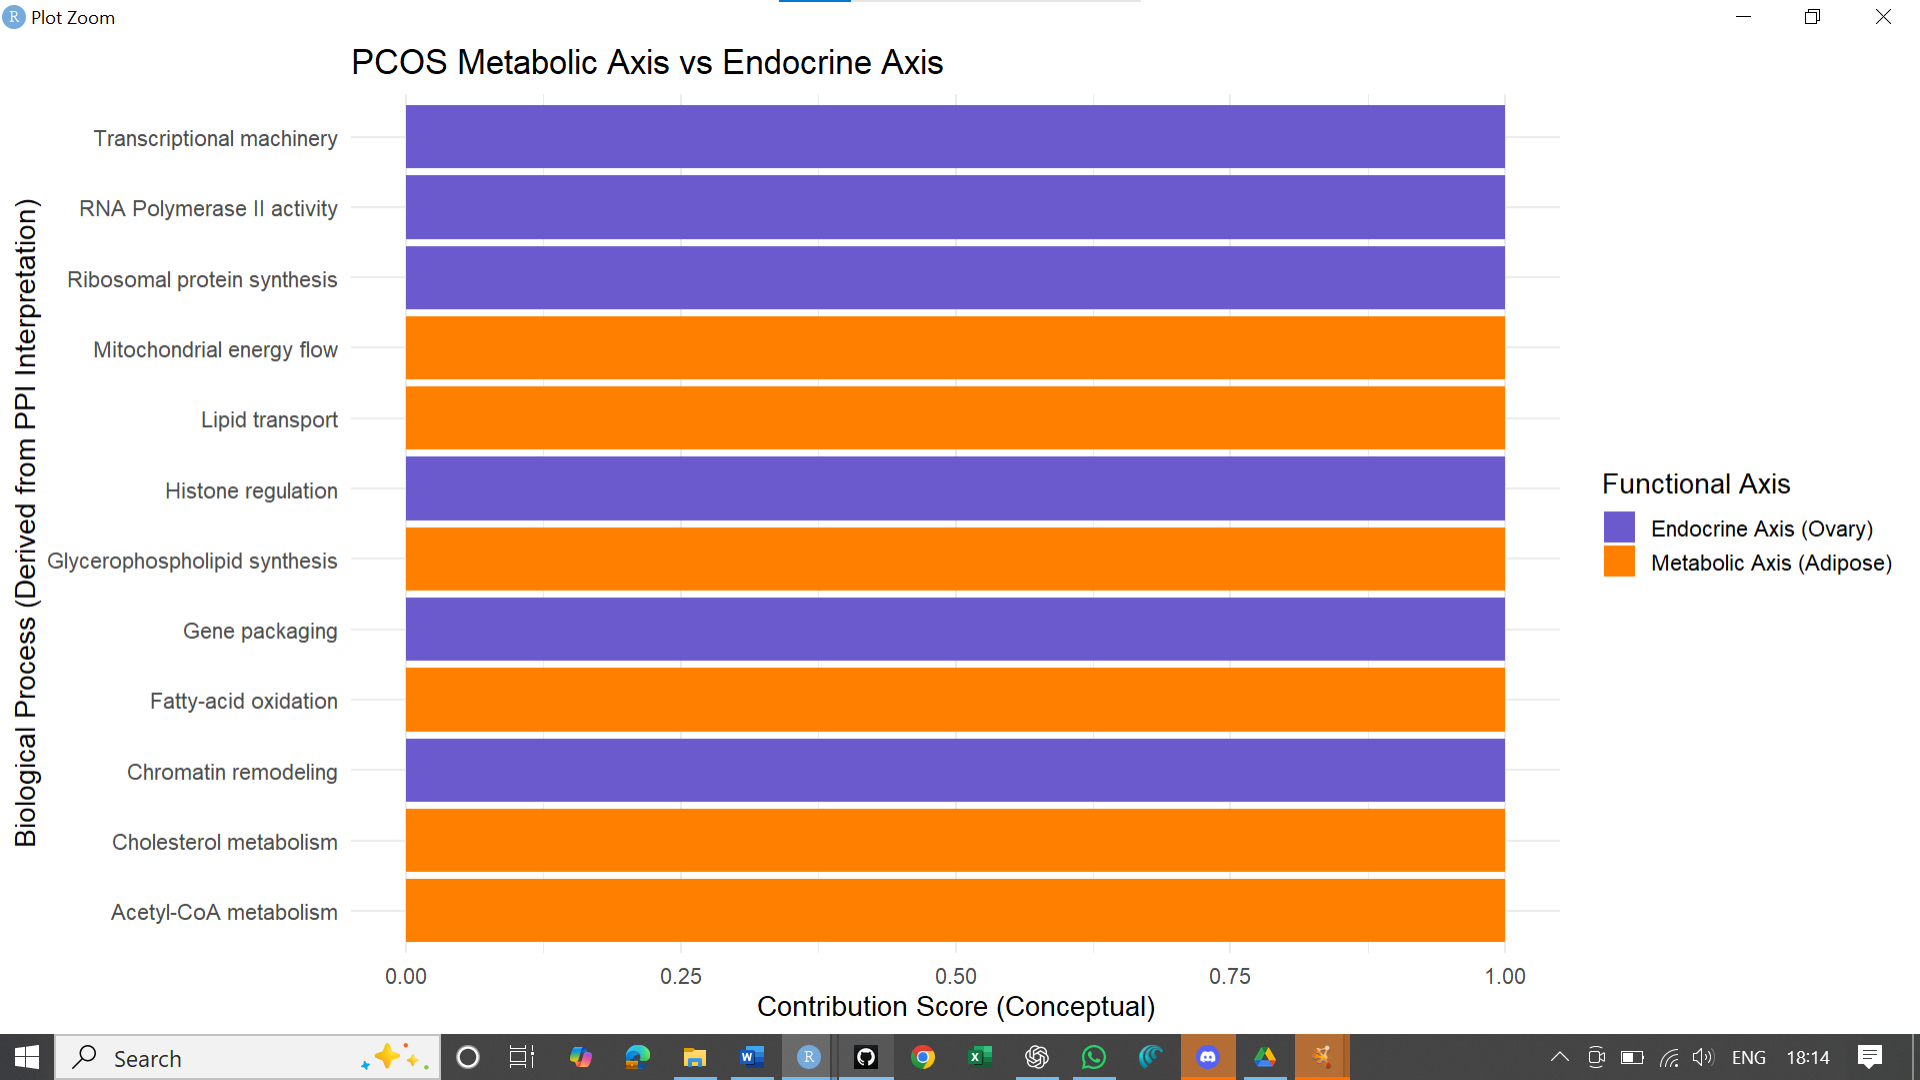 R Plot Zoom
PCOS Metabolic Axis vs Endocrine Axis
Biological Process (Derived from PPI Interpretation)
Transcriptional machinery
RNA Polymerase II activity
Ribosomal protein synthesis
Mitochondrial energy flow
Lipid transport
Histone regulation
Glycerophospholipid synthesis
Gene packaging
Fatty-acid oxidation
Chromatin remodeling
Cholesterol metabolism
Acetyl-CoA metabolism
0.00 0.25 0.50 0.75 1.00
Contribution Score (Conceptual)
Functional Axis
Endocrine Axis (Ovary)
Metabolic Axis (Adipose)
Search
W R X ENG 18:14